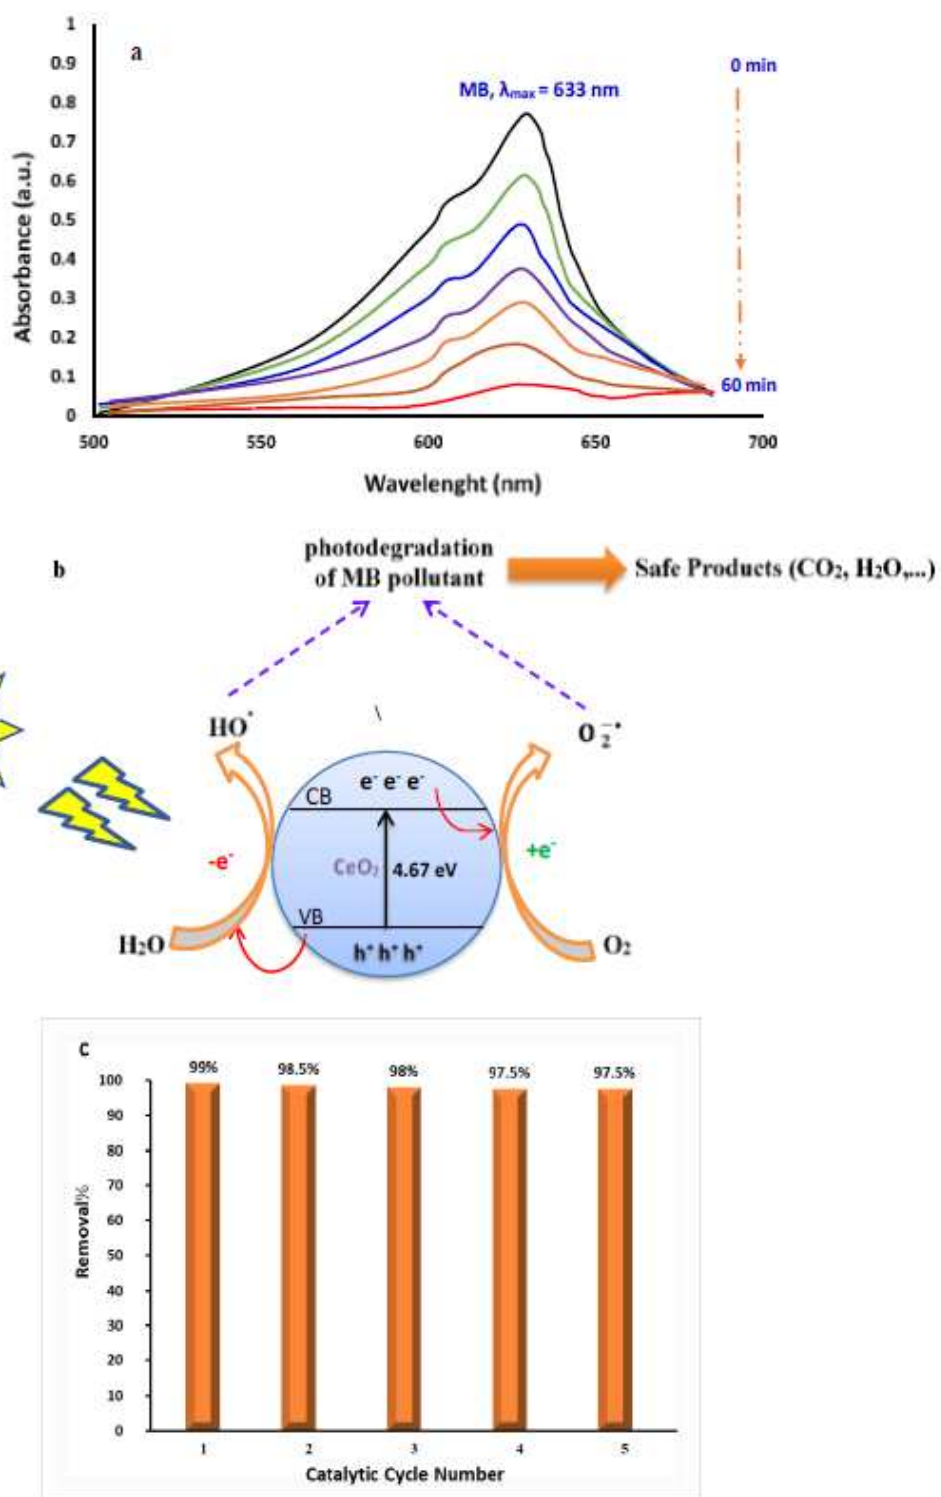 a
1
0.9
0.8
0.7
0.6
0.5
0.4
0.3
0.2
0.1
0
Absorbance (a.u.)
MB, λmax = 633 nm
0 min
60 min
500 550 600 650 700
Wavelenght (nm)
b
photodegradation
of MB pollutant
Safe Products (CO₂, H₂O,...)
HO•
\
O₂⁻•
e⁻ e⁻ e⁻
CB
-e⁻
CeO₂
4.67 eV
+e⁻
VB
H₂O
h⁺ h⁺ h⁺
O₂
C
99% 98.5% 98% 97.5% 97.5%
100
90
80
70
60
50
40
30
20
10
0
Removal%
1 2 3 4 5
Catalytic Cycle Number